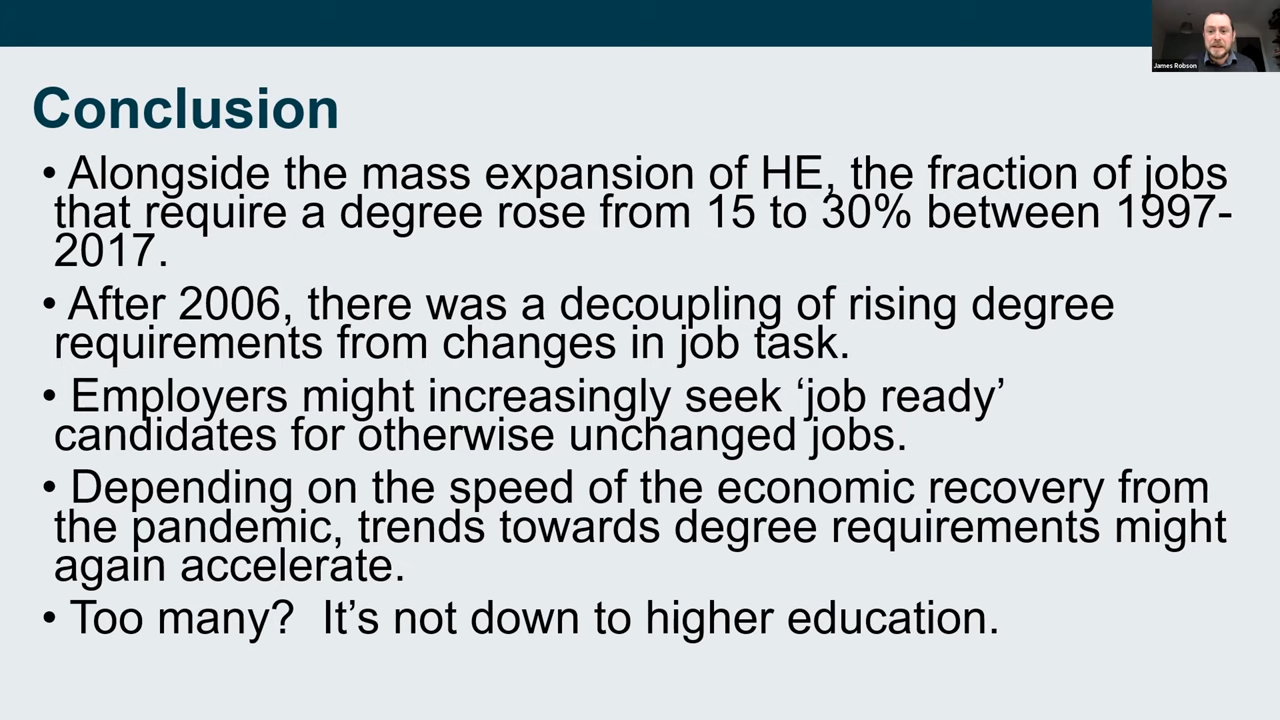 James Robson
Conclusion
• Alongside the mass expansion of HE, the fraction of jobs
that require a degree rose from 15 to 30% between 1997-
2017.
• After 2006, there was a decoupling of rising degree
requirements from changes in job task.
• Employers might increasingly seek ‘job ready’
candidates for otherwise unchanged jobs.
• Depending on the speed of the economic recovery from
the pandemic, trends towards degree requirements might
again accelerate.
• Too many?  It’s not down to higher education.